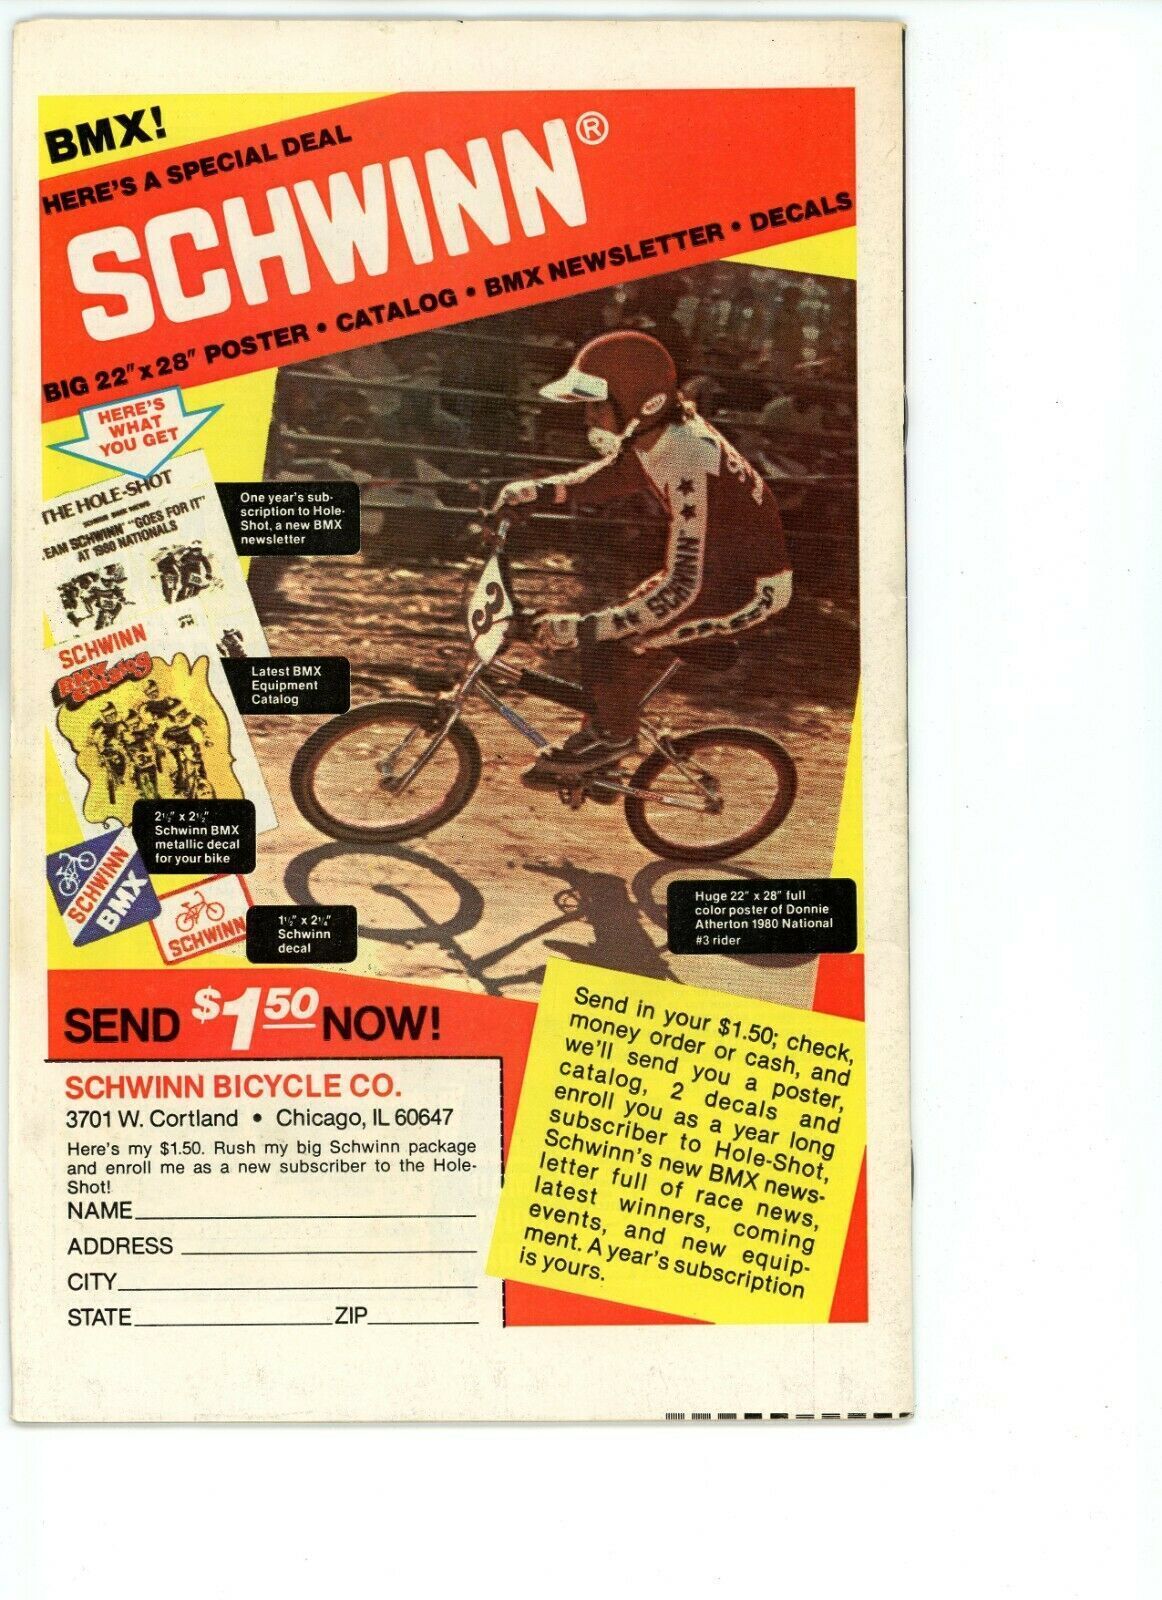 BMX!
HERE'S A SPECIAL DEAL
SCHWINN®
BIG 22" x 28" POSTER • CATALOG • BMX NEWSLETTER • DECALS
HERE'S
WHAT
YOU GET
THE HOLE-SHOT
TEAM SCHWINN' "GOES FOR IT"
AT 1980 NATIONALS
One year's sub-
scription to Hole-
Shot, a new BMX
newsletter
SCHWINN
BMX
Catalog
Latest BMX
Equipment
Catalog
2½" x 2½"
Schwinn BMX
metallic decal
for your bike
SCHWINN
BMX
SCHWINN
1½" x 2¼"
Schwinn
decal
3
SCHWINN
Huge 22" x 28" full
color poster of Donnie
Atherton 1980 National
#3 rider
SEND $1.50 NOW!
SCHWINN BICYCLE CO.
3701 W. Cortland • Chicago, IL 60647
Here's my $1.50. Rush my big Schwinn package
and enroll me as a new subscriber to the Hole-
Shot!
NAME
ADDRESS
CITY
STATE ZIP
Send in your $1.50; check,
money order or cash, and
we'll send you a poster,
catalog, 2 decals and
enroll you as a year long
subscriber to Hole-Shot,
Schwinn's new BMX news-
letter full of race news,
latest winners, coming
events, and new equip-
ment. A year's subscription
is yours.